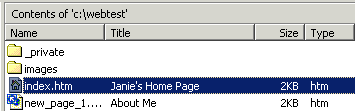 Contents of 'c:\webtest'
Name Title Size Type
_private
images
index.htm Janie's Home Page 2KB htm
new_page_1.... About Me 2KB htm